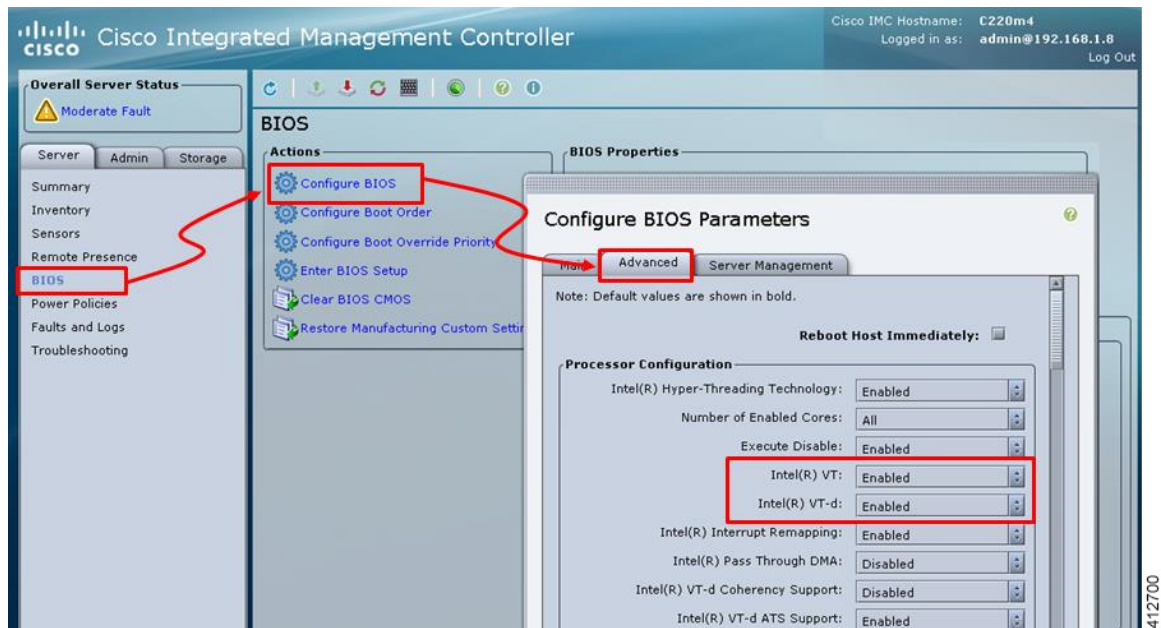 cisco Cisco Integrated Management Controller
Cisco IMC Hostname: C220m4
Logged in as: admin@192.168.1.8
Log Out
Overall Server Status
Moderate Fault
Server Admin Storage
Summary
Inventory
Sensors
Remote Presence
BIOS
Power Policies
Faults and Logs
Troubleshooting
BIOS
Actions
Configure BIOS
Configure Boot Order
Configure Boot Override Priority
Enter BIOS Setup
Clear BIOS CMOS
Restore Manufacturing Custom Settin
BIOS Properties
Configure BIOS Parameters
Main Advanced Server Management
Note: Default values are shown in bold.
Reboot Host Immediately:
Processor Configuration
Intel(R) Hyper-Threading Technology: Enabled
Number of Enabled Cores: All
Execute Disable: Enabled
Intel(R) VT: Enabled
Intel(R) VT-d: Enabled
Intel(R) Interrupt Remapping: Enabled
Intel(R) Pass Through DMA: Disabled
Intel(R) VT-d Coherency Support: Disabled
Intel(R) VT-d ATS Support: Enabled
412700